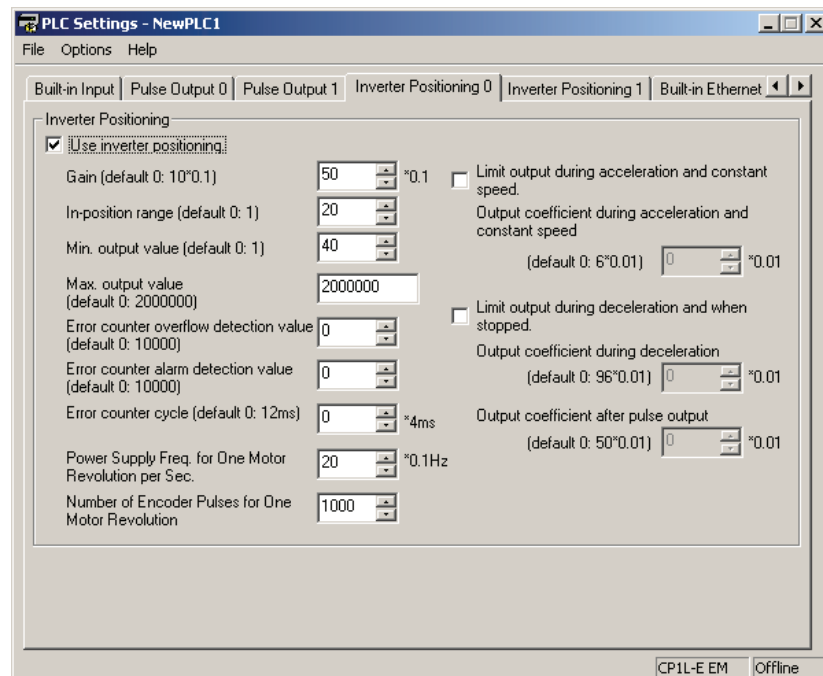 PLC Settings - NewPLC1
File Options Help
Built-in Input Pulse Output 0 Pulse Output 1 Inverter Positioning 0 Inverter Positioning 1 Built-in Ethernet
Inverter Positioning
Use inverter positioning.
Gain (default 0: 10*0.1) 50 *0.1
In-position range (default 0: 1) 20
Min. output value (default 0: 1) 40
Max. output value
(default 0: 2000000) 2000000
Error counter overflow detection value
(default 0: 10000) 0
Error counter alarm detection value
(default 0: 10000) 0
Error counter cycle (default 0: 12ms) 0 *4ms
Power Supply Freq. for One Motor
Revolution per Sec. 20 *0.1Hz
Number of Encoder Pulses for One
Motor Revolution 1000
Limit output during acceleration and constant
speed.
Output coefficient during acceleration and
constant speed
(default 0: 6*0.01) 0 *0.01
Limit output during deceleration and when
stopped.
Output coefficient during deceleration
(default 0: 96*0.01) 0 *0.01
Output coefficient after pulse output
(default 0: 50*0.01) 0 *0.01
CP1L-E EM Offline